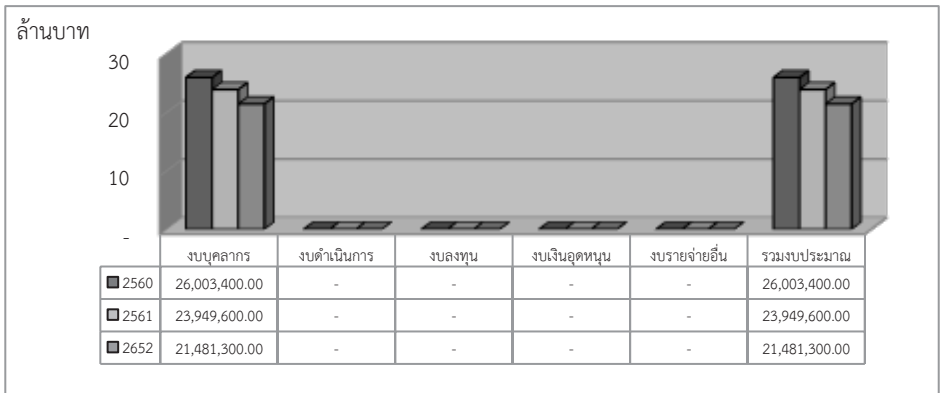 ล้านบาท
30
20
10
-
งบบุคลากร งบดำเนินการ งบลงทุน งบเงินอุดหนุน งบรายจ่ายอื่น รวมงบประมาณ
2560 26,003,400.00 - - - - 26,003,400.00
2561 23,949,600.00 - - - - 23,949,600.00
2652 21,481,300.00 - - - - 21,481,300.00